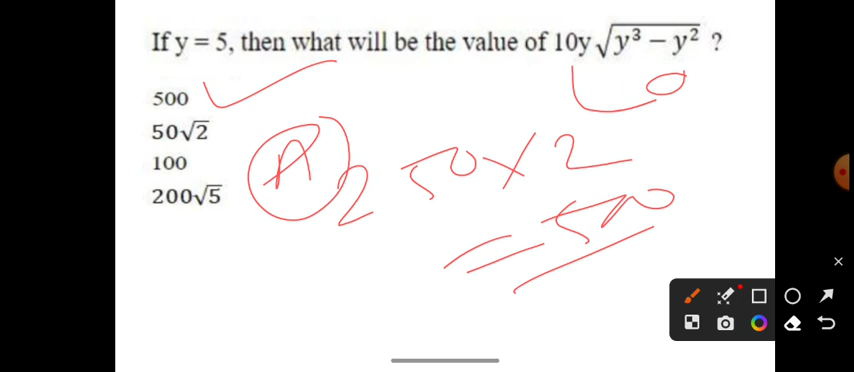 If y = 5, then what will be the value of 10y√(y³ – y²) ?
500
50√2
100
200√5
A
50 × 2
= 500